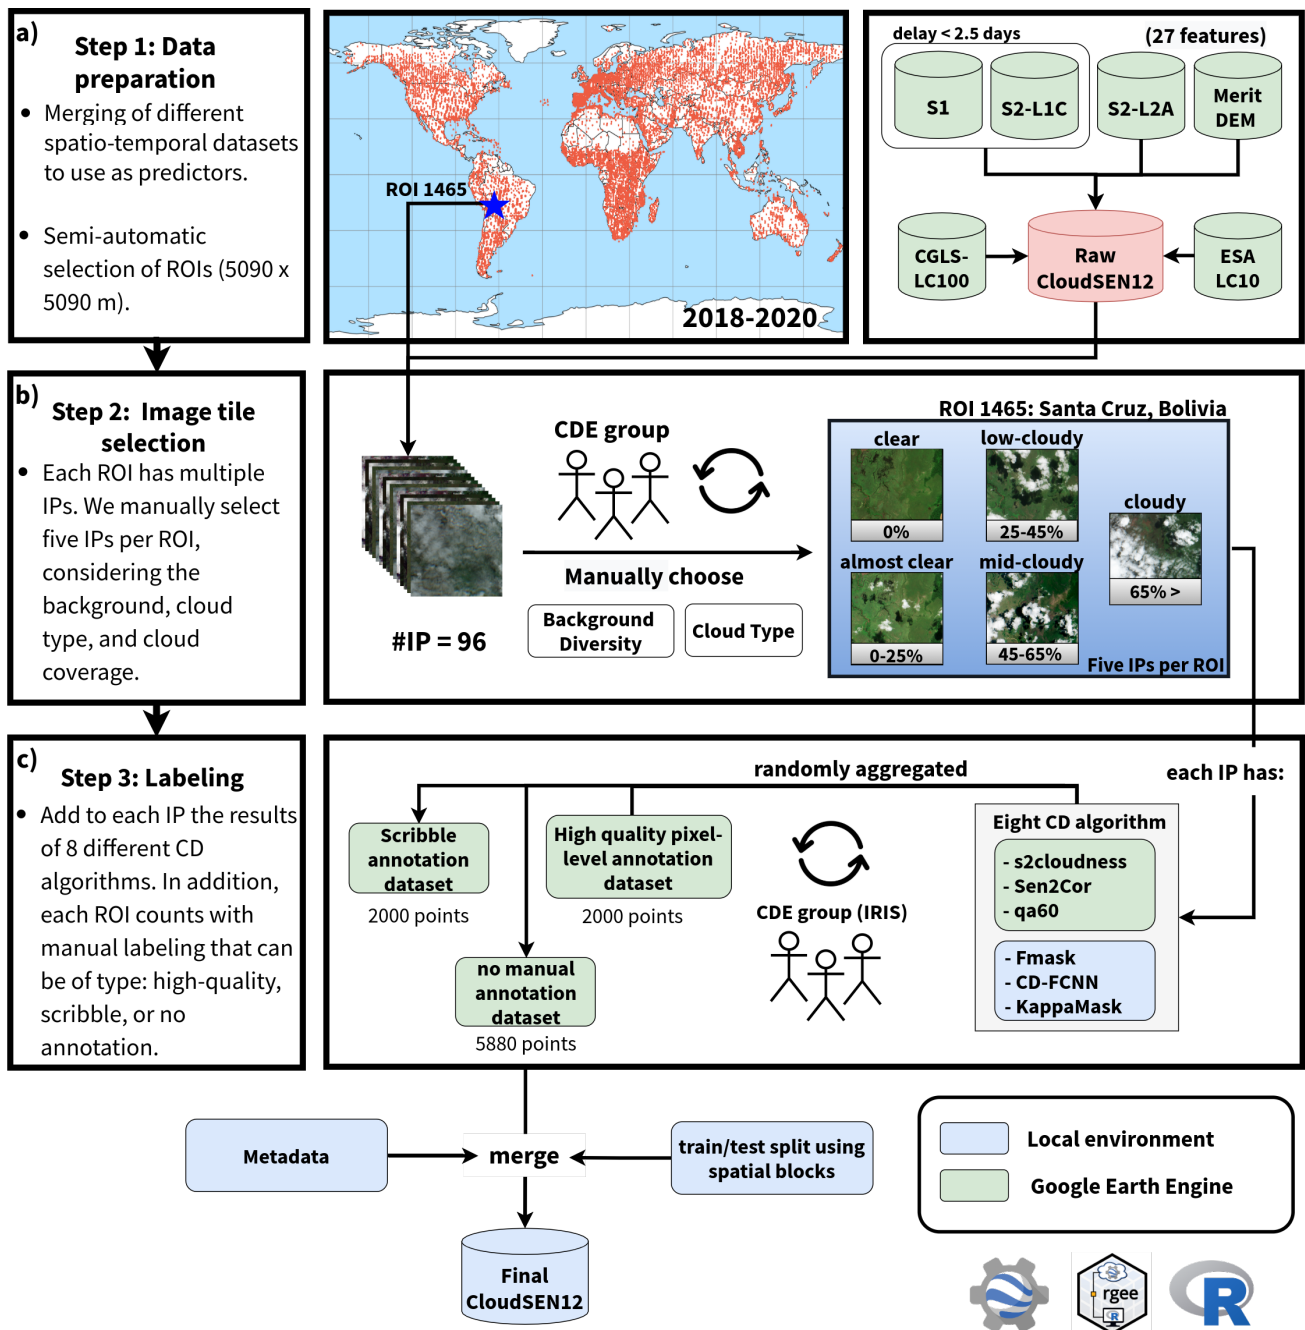 a)
Step 1: Data
preparation
• Merging of different
spatio-temporal datasets
to use as predictors.
• Semi-automatic
selection of ROIs (5090 x
5090 m).
ROI 1465
2018-2020
delay < 2.5 days
(27 features)
S1
S2-L1C
S2-L2A
Merit
DEM
CGLS-
LC100
Raw
CloudSEN12
ESA
LC10
b)
Step 2: Image tile
selection
• Each ROI has multiple
IPs. We manually select
five IPs per ROI,
considering the
background, cloud
type, and cloud
coverage.
#IP = 96
CDE group
Manually choose
Background
Diversity
Cloud Type
ROI 1465: Santa Cruz, Bolivia
clear
0%
low-cloudy
25-45%
almost clear
0-25%
mid-cloudy
45-65%
cloudy
65% >
Five IPs per ROI
c)
Step 3: Labeling
• Add to each IP the results
of 8 different CD
algorithms. In addition,
each ROI counts with
manual labeling that can
be of type: high-quality,
scribble, or no
annotation.
randomly aggregated
each IP has:
Scribble
annotation
dataset
2000 points
High quality pixel-
level annotation
dataset
2000 points
no manual
annotation
dataset
5880 points
CDE group (IRIS)
Eight CD algorithm
- s2cloudness
- Sen2Cor
- qa60
- Fmask
- CD-FCNN
- KappaMask
Metadata
merge
train/test split using
spatial blocks
Final
CloudSEN12
Local environment
Google Earth Engine
rgee
R
R